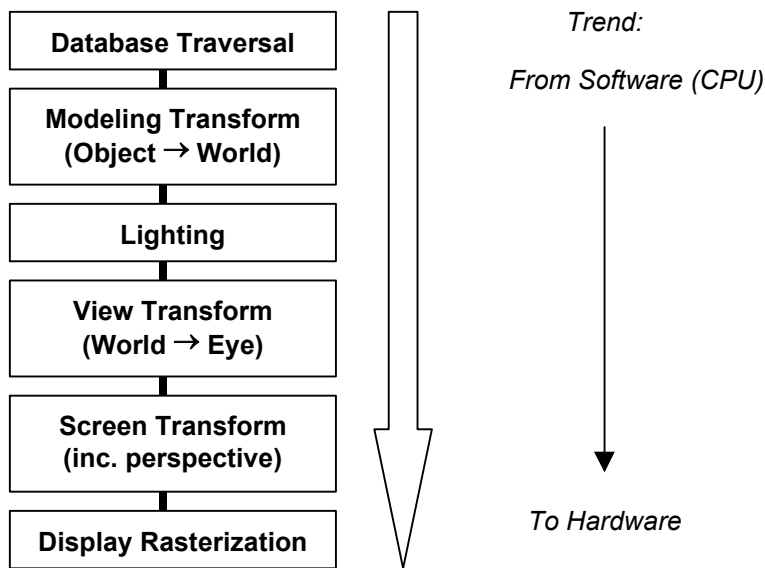 Database Traversal
Modeling Transform
(Object → World)
Lighting
View Transform
(World → Eye)
Screen Transform
(inc. perspective)
Display Rasterization
Trend:
From Software (CPU)
To Hardware